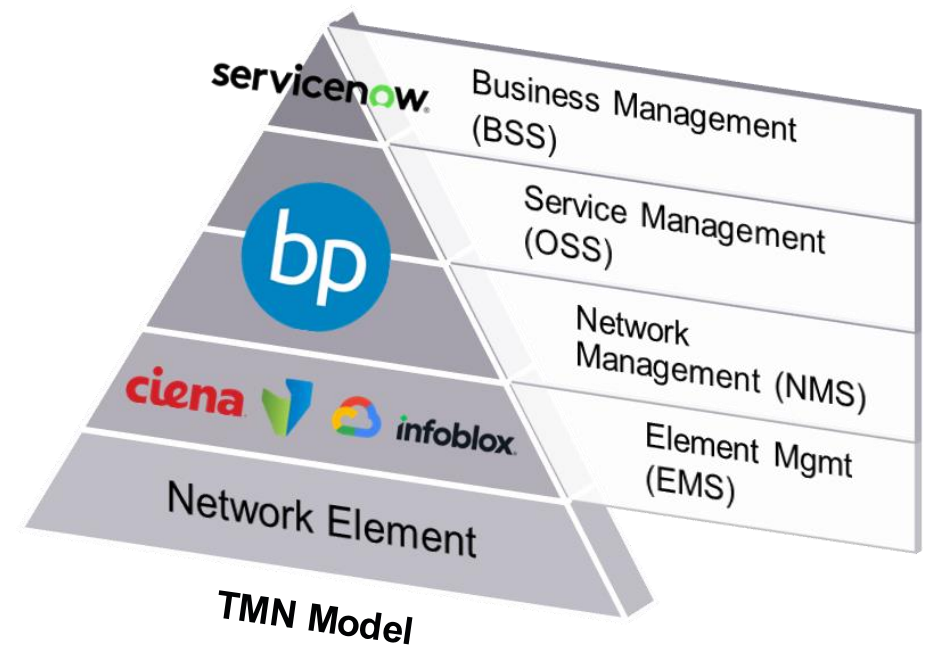 servicenow
Business Management
(BSS)
Service Management
(OSS)
bp
Network
Management (NMS)
ciena
infoblox
Element Mgmt
(EMS)
Network Element
TMN Model